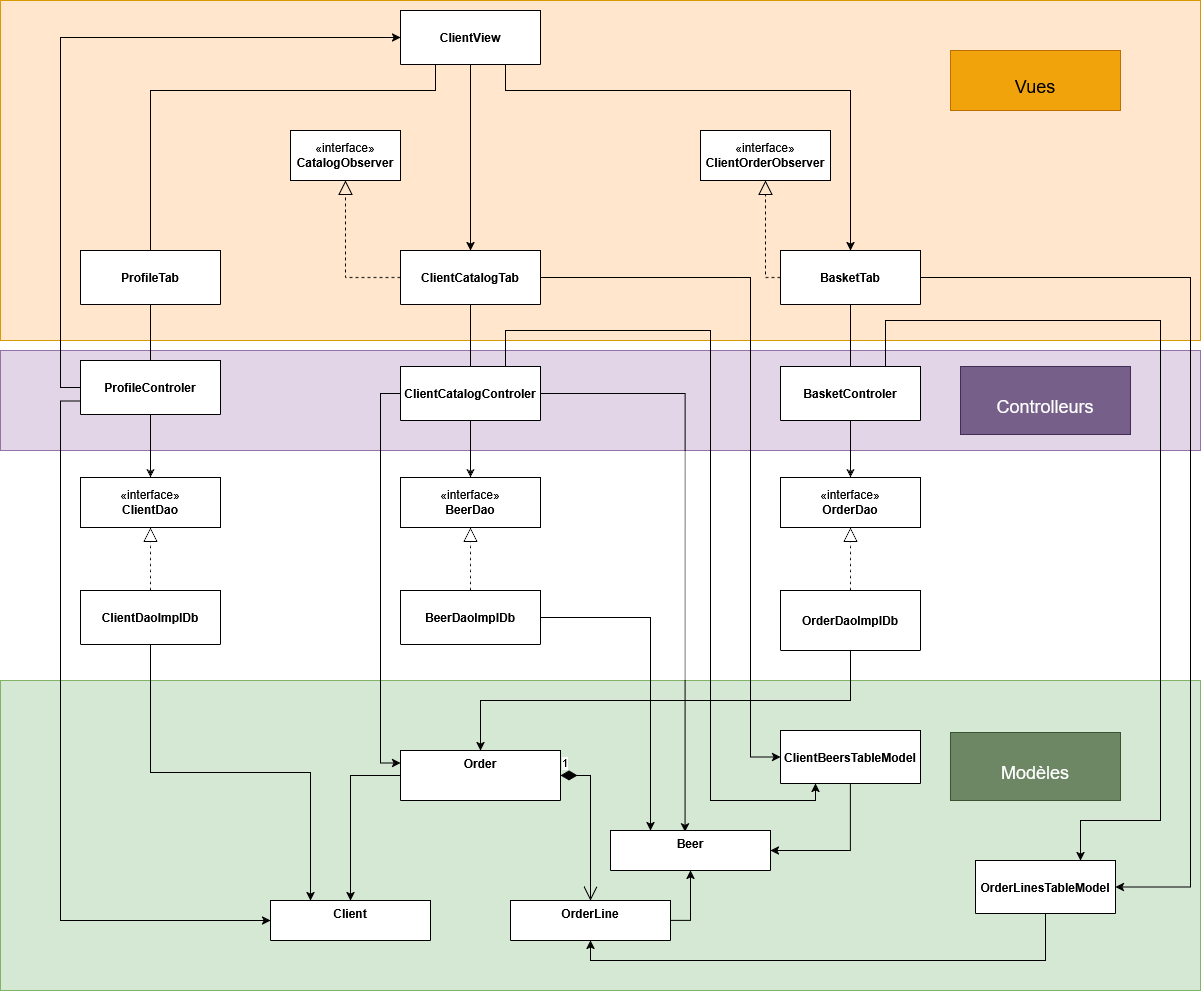 ClientView
Vues
«interface»
CatalogObserver
«interface»
ClientOrderObserver
ProfileTab
ClientCatalogTab
BasketTab
ProfileControler
ClientCatalogControler
BasketControler
Controlleurs
«interface»
ClientDao
«interface»
BeerDao
«interface»
OrderDao
ClientDaoImplDb
BeerDaoImplDb
OrderDaoImplDb
Order
1
ClientBeersTableModel
Modèles
Beer
OrderLinesTableModel
Client
OrderLine